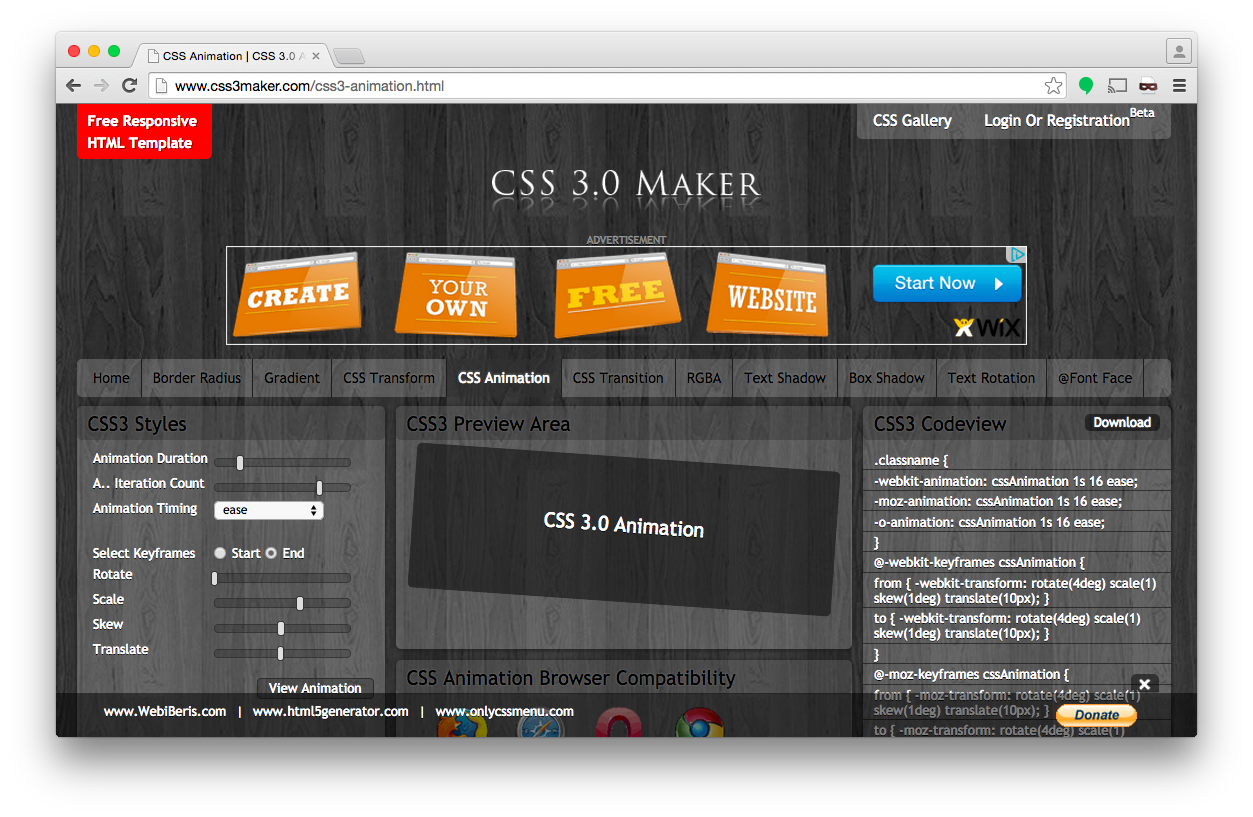 CSS Animation | CSS 3.0 A
www.css3maker.com/css3-animation.html
Free Responsive
HTML Template
CSS Gallery
Login Or Registration Beta
CSS 3.0 Maker
ADVERTISEMENT
CREATE
YOUR
OWN
FREE
WEBSITE
Start Now
WiX
Home
Border Radius
Gradient
CSS Transform
CSS Animation
CSS Transition
RGBA
Text Shadow
Box Shadow
Text Rotation
@Font Face
CSS3 Styles
Animation Duration
A.. Iteration Count
Animation Timing
ease
Select Keyframes
Start
End
Rotate
Scale
Skew
Translate
View Animation
CSS3 Preview Area
CSS 3.0 Animation
CSS Animation Browser Compatibility
CSS3 Codeview
Download
.classname {
-webkit-animation: cssAnimation 1s 16 ease;
-moz-animation: cssAnimation 1s 16 ease;
-o-animation: cssAnimation 1s 16 ease;
}
@-webkit-keyframes cssAnimation {
from { -webkit-transform: rotate(4deg) scale(1)
skew(1deg) translate(10px); }
to { -webkit-transform: rotate(4deg) scale(1)
skew(1deg) translate(10px); }
}
@-moz-keyframes cssAnimation {
from { -moz-transform: rotate(4deg) scale(1)
skew(1deg) translate(10px); }
to { -moz-transform: rotate(4deg) scale(1)
www.WebiBeris.com | www.html5generator.com | www.onlycssmenu.com
Donate